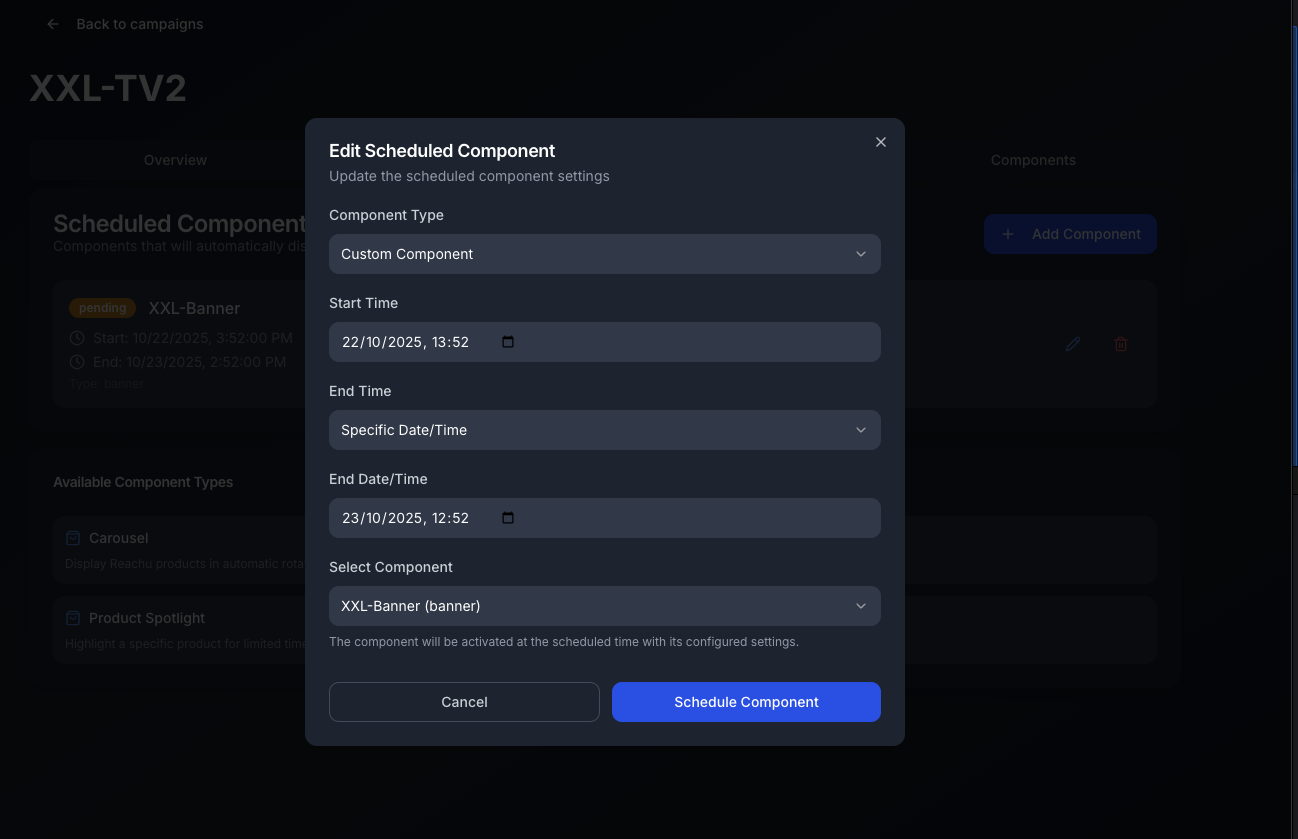 Back to campaigns
XXL-TV2
Overview
Components
Scheduled Component
Components that will automatically dis
Add Component
pending
XXL-Banner
Start: 10/22/2025, 3:52:00 PM
End: 10/23/2025, 2:52:00 PM
Type: banner
Available Component Types
Carousel
Display Reachu products in automatic rota
Product Spotlight
Highlight a specific product for limited time
Edit Scheduled Component
Update the scheduled component settings
Component Type
Custom Component
Start Time
22/10/2025, 13:52
End Time
Specific Date/Time
End Date/Time
23/10/2025, 12:52
Select Component
XXL-Banner (banner)
The component will be activated at the scheduled time with its configured settings.
Cancel
Schedule Component